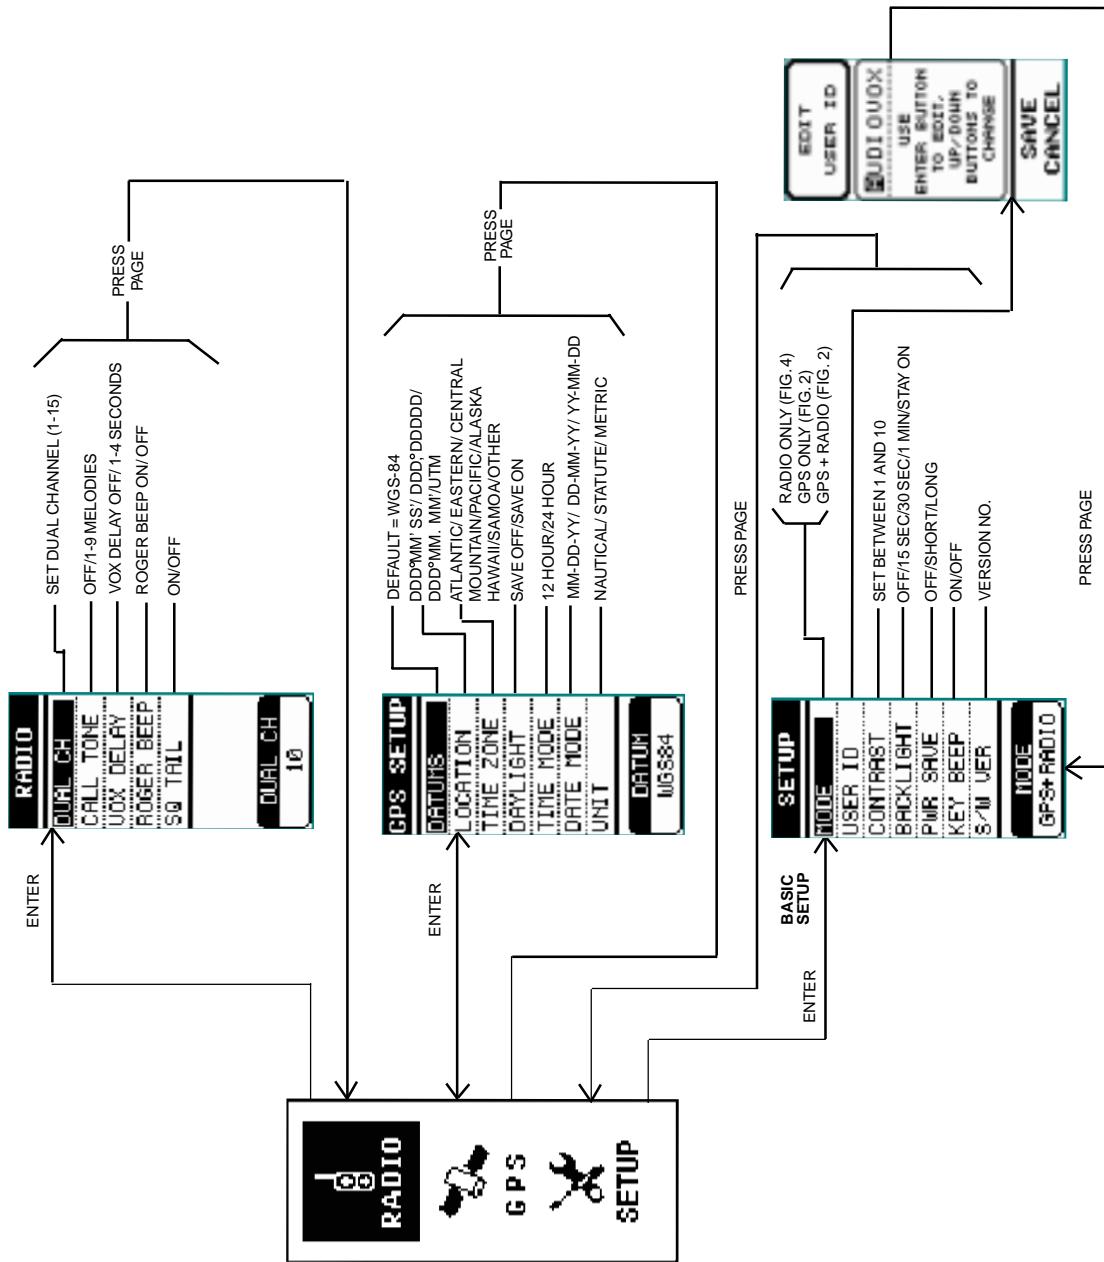 RADIO
GPS
SETUP
ENTER
RADIO
DUAL CH
CALL TONE
VOX DELAY
ROGER BEEP
SQ TAIL
DUAL CH
10
SET DUAL CHANNEL (1-15)
OFF/1-9 MELODIES
VOX DELAY OFF/ 1-4 SECONDS
ROGER BEEP ON/ OFF
ON/OFF
PRESS
PAGE
ENTER
GPS SETUP
DATUMS
LOCATION
TIME ZONE
DAYLIGHT
TIME MODE
DATE MODE
UNIT
DATUM
WGS84
DEFAULT = WGS-84
DDDºMM' SS'/ DDD,°DDDDD/
DDDºMM. MM'/UTM
ATLANTIC/ EASTERN/ CENTRAL
MOUNTAIN/PACIFIC/ALASKA
HAWAII/SAMOA/OTHER
SAVE OFF/SAVE ON
12 HOUR/24 HOUR
MM-DD-YY/ DD-MM-YY/ YY-MM-DD
NAUTICAL/ STATUTE/ METRIC
PRESS
PAGE
ENTER
BASIC
SETUP
SETUP
MODE
USER ID
CONTRAST
BACKLIGHT
PWR SAVE
KEY BEEP
S/W VER
MODE
GPS+RADIO
PRESS PAGE
RADIO ONLY (FIG. 4)
GPS ONLY (FIG. 2)
GPS + RADIO (FIG. 2)
SET BETWEEN 1 AND 10
OFF/15 SEC/30 SEC/1 MIN/STAY ON
OFF/SHORT/LONG
ON/OFF
VERSION NO.
EDIT
USER ID
AUDIOVOX
USE
ENTER BUTTON
TO EDIT,
UP/DOWN
BUTTONS TO
CHANGE
SAVE
CANCEL
PRESS PAGE